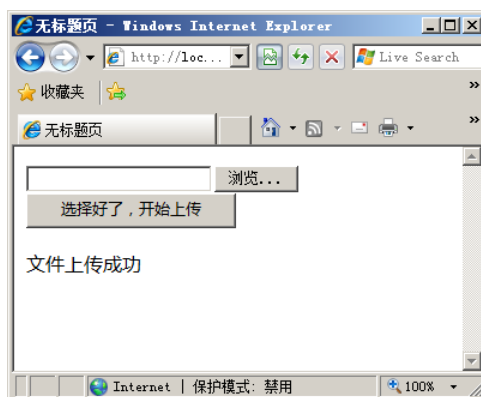 无标题页 - Windows Internet Explorer
http://loc... Live Search
收藏夹
无标题页
浏览...
选择好了，开始上传
文件上传成功
Internet | 保护模式: 禁用 100%